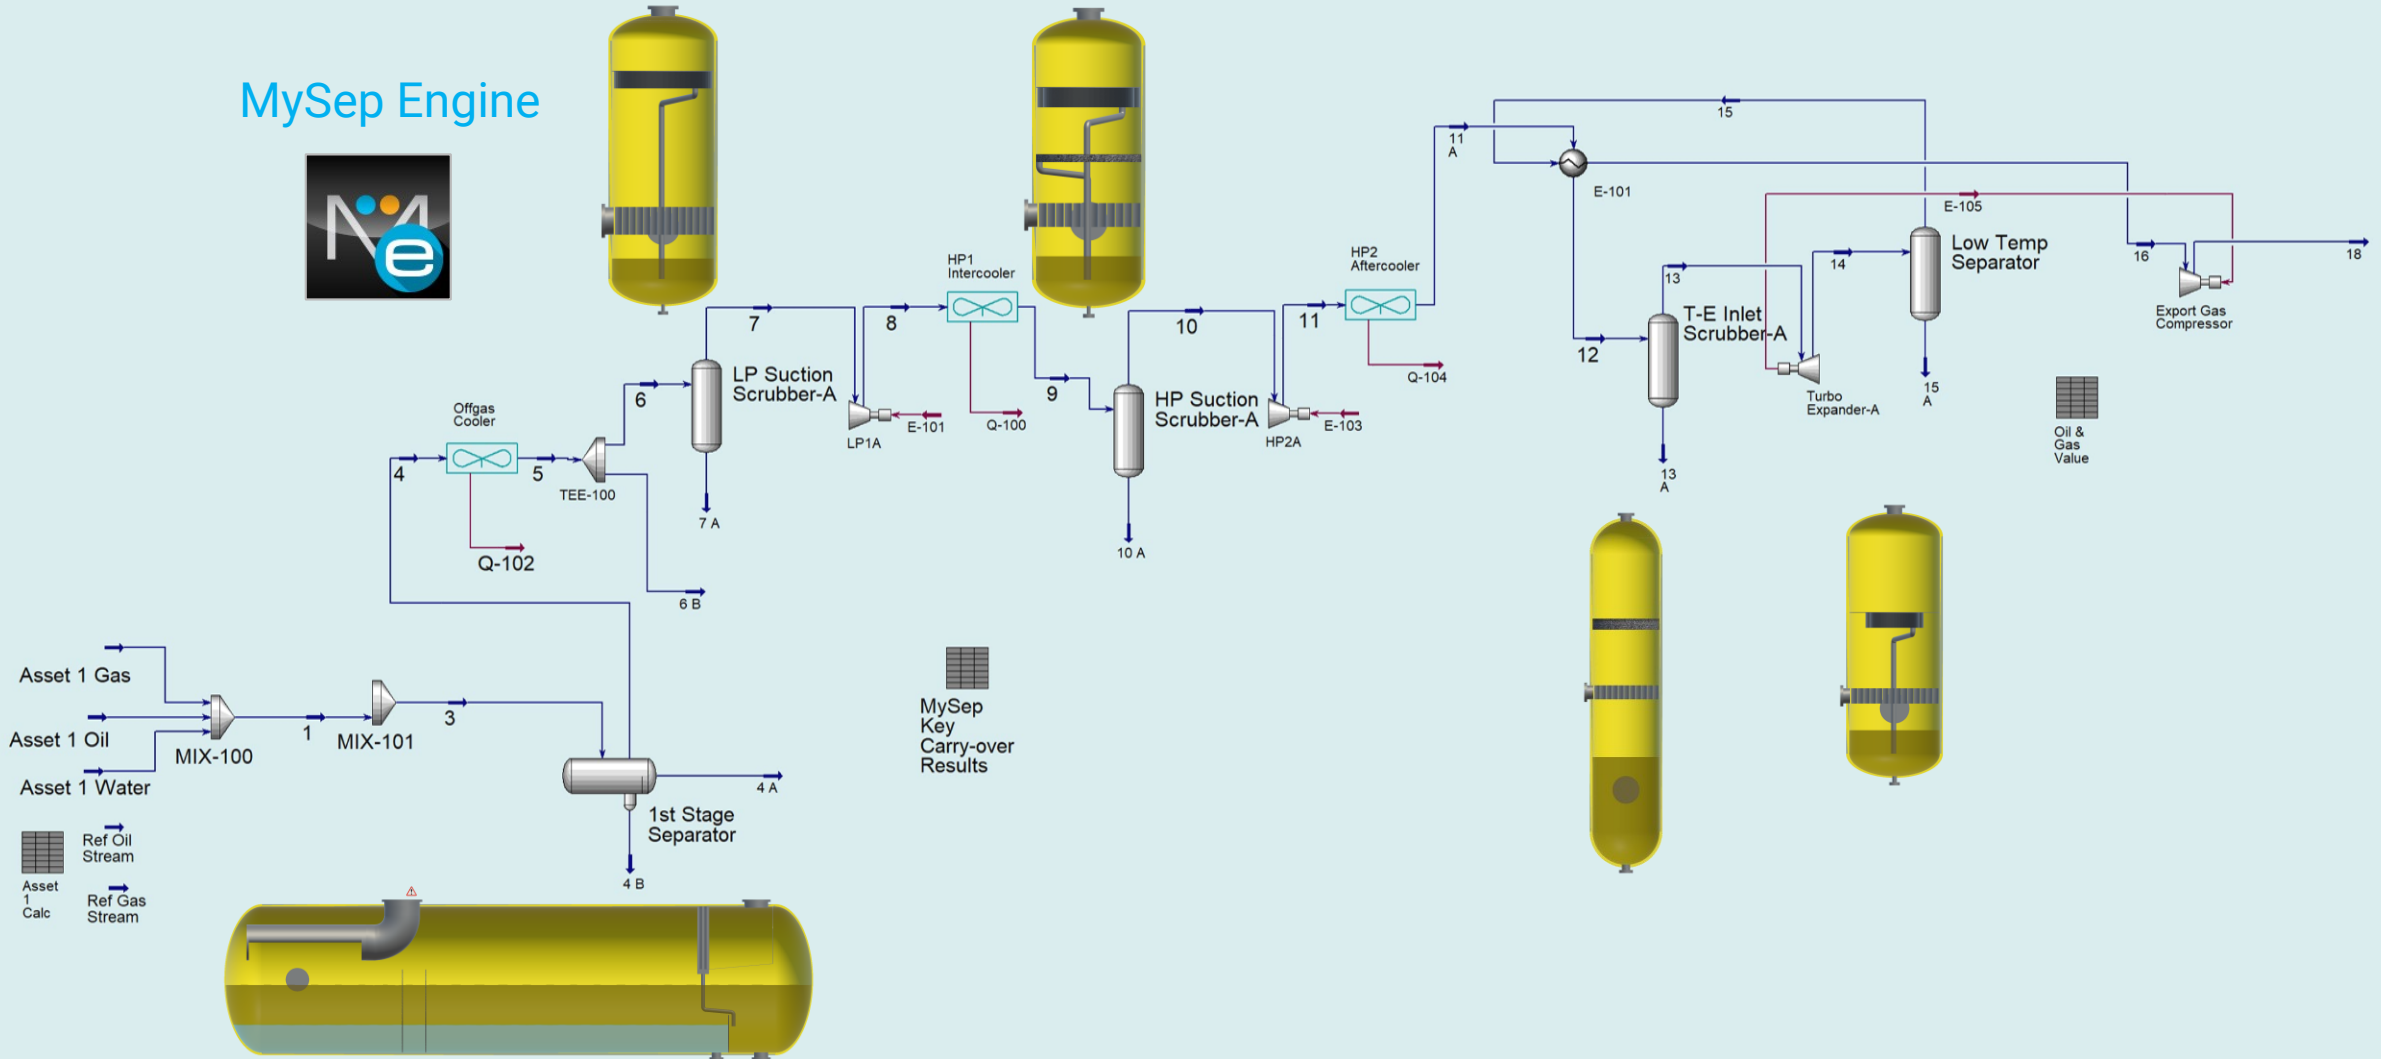 MySep Engine
e
15
11
A
E-101
E-105
Low Temp
Separator
14
16
18
HP1
Intercooler
HP2
Aftercooler
13
T-E Inlet
Scrubber-A
Export Gas
Compressor
7
8
10
11
12
LP Suction
Scrubber-A
6
9
HP Suction
Scrubber-A
Q-104
Turbo
Expander-A
15
A
Offgas
Cooler
LP1A
E-101
Q-100
HP2A
E-103
Oil &
Gas
Value
4
5
TEE-100
13
A
7 A
10 A
Q-102
6 B
Asset 1 Gas
Asset 1 Oil
Asset 1 Water
MIX-100
1
MIX-101
3
MySep
Key
Carry-over
Results
4 A
1st Stage
Separator
4 B
Ref Oil
Stream
Asset
1
Calc
Ref Gas
Stream